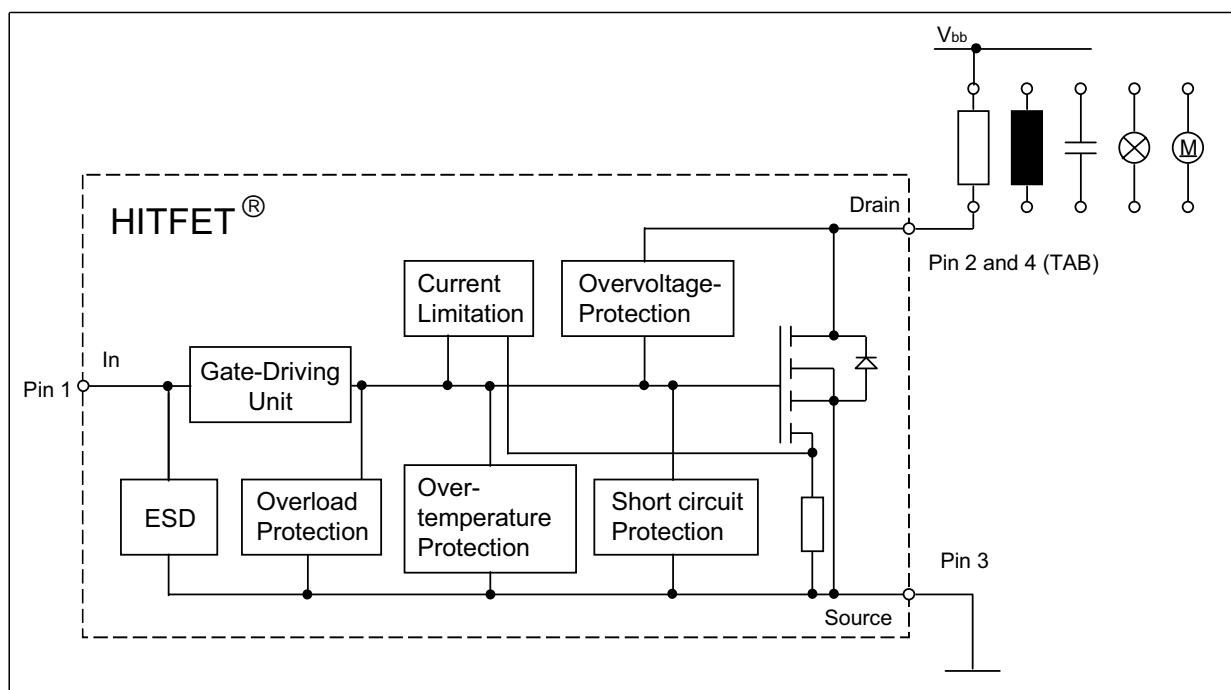 Vbb
HITFET ®
Drain
Pin 2 and 4 (TAB)
Current
Limitation
Overvoltage-
Protection
In
Pin 1
Gate-Driving
Unit
M
ESD
Overload
Protection
Over-
temperature
Protection
Short circuit
Protection
Pin 3
Source